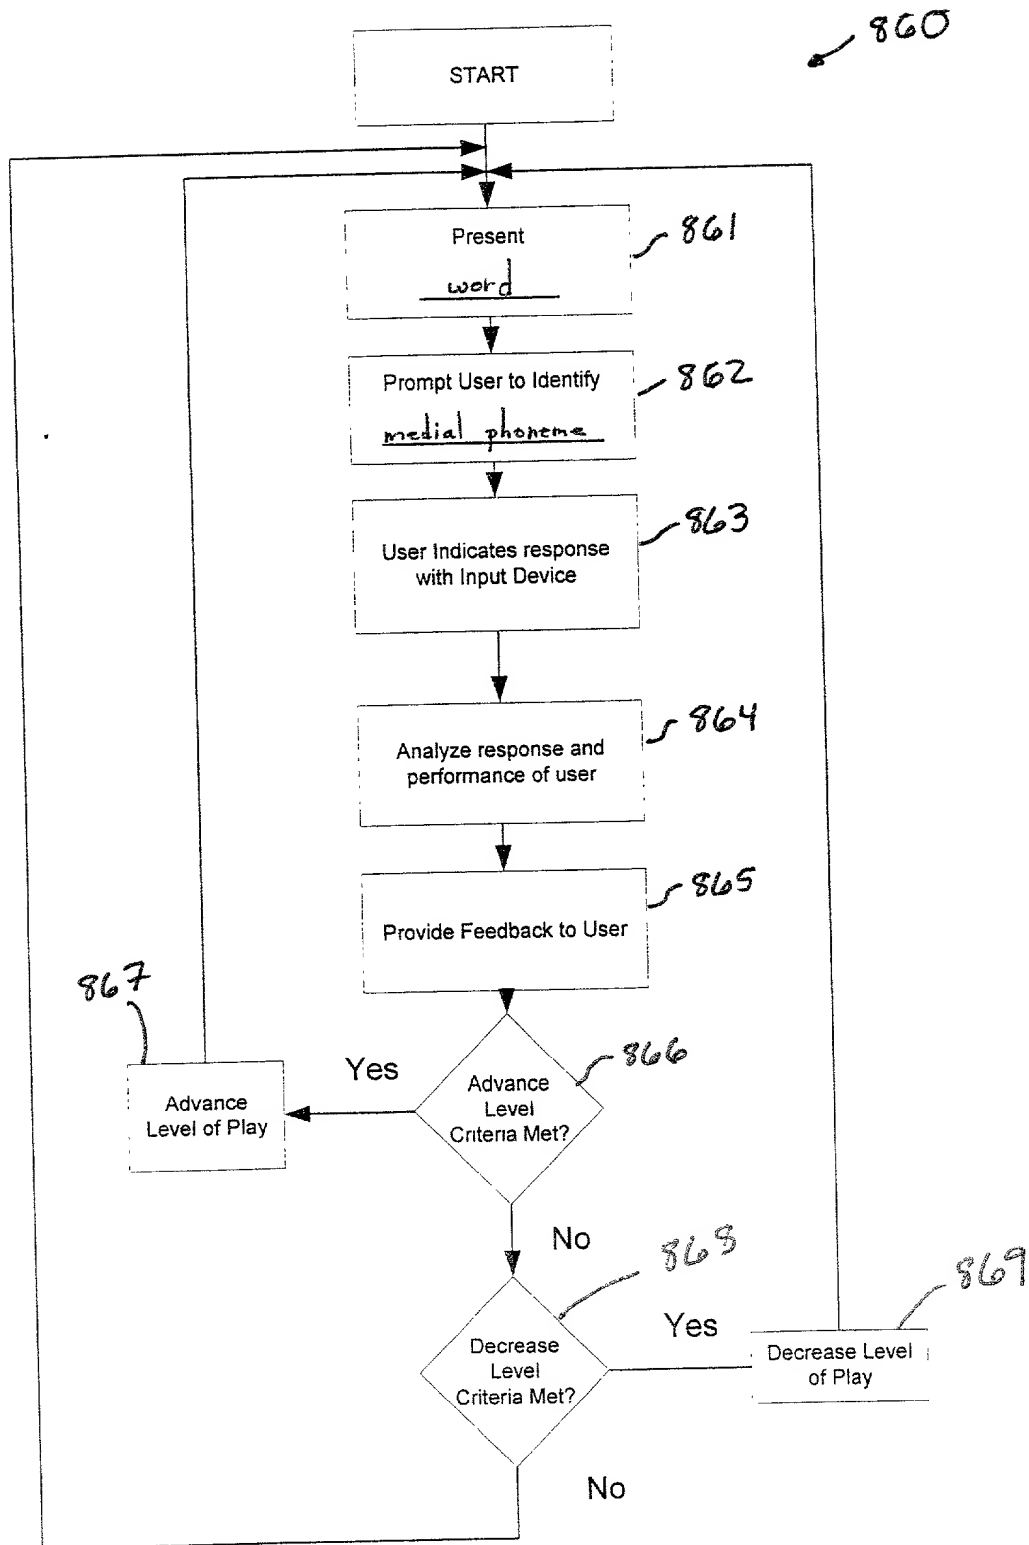 860
START
Present
word
861
Prompt User to Identify
medial phoneme
862
User Indicates response
with Input Device
863
Analyze response and
performance of user
864
Provide Feedback to User
865
867
Advance
Level of Play
Yes
Advance
Level
Criteria Met?
866
No
868
Decrease
Level
Criteria Met?
Yes
869
Decrease Level
of Play
No